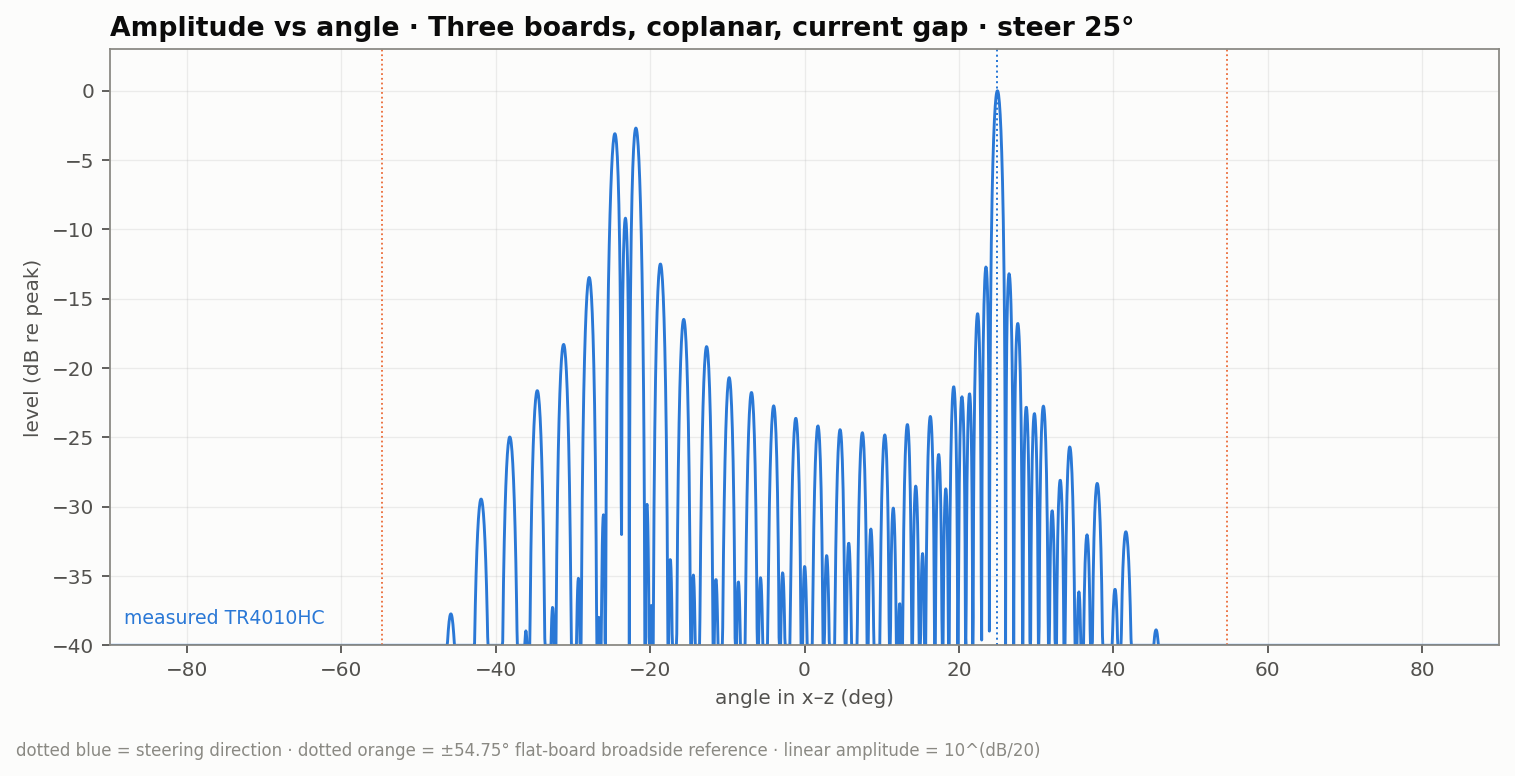 Amplitude vs angle · Three boards, coplanar, current gap · steer 25°
level (dB re peak)
0
−5
−10
−15
−20
−25
−30
−35
−40
measured TR4010HC
−80 −60 −40 −20 0 20 40 60 80
angle in x–z (deg)
dotted blue = steering direction · dotted orange = ±54.75° flat-board broadside reference · linear amplitude = 10^(dB/20)